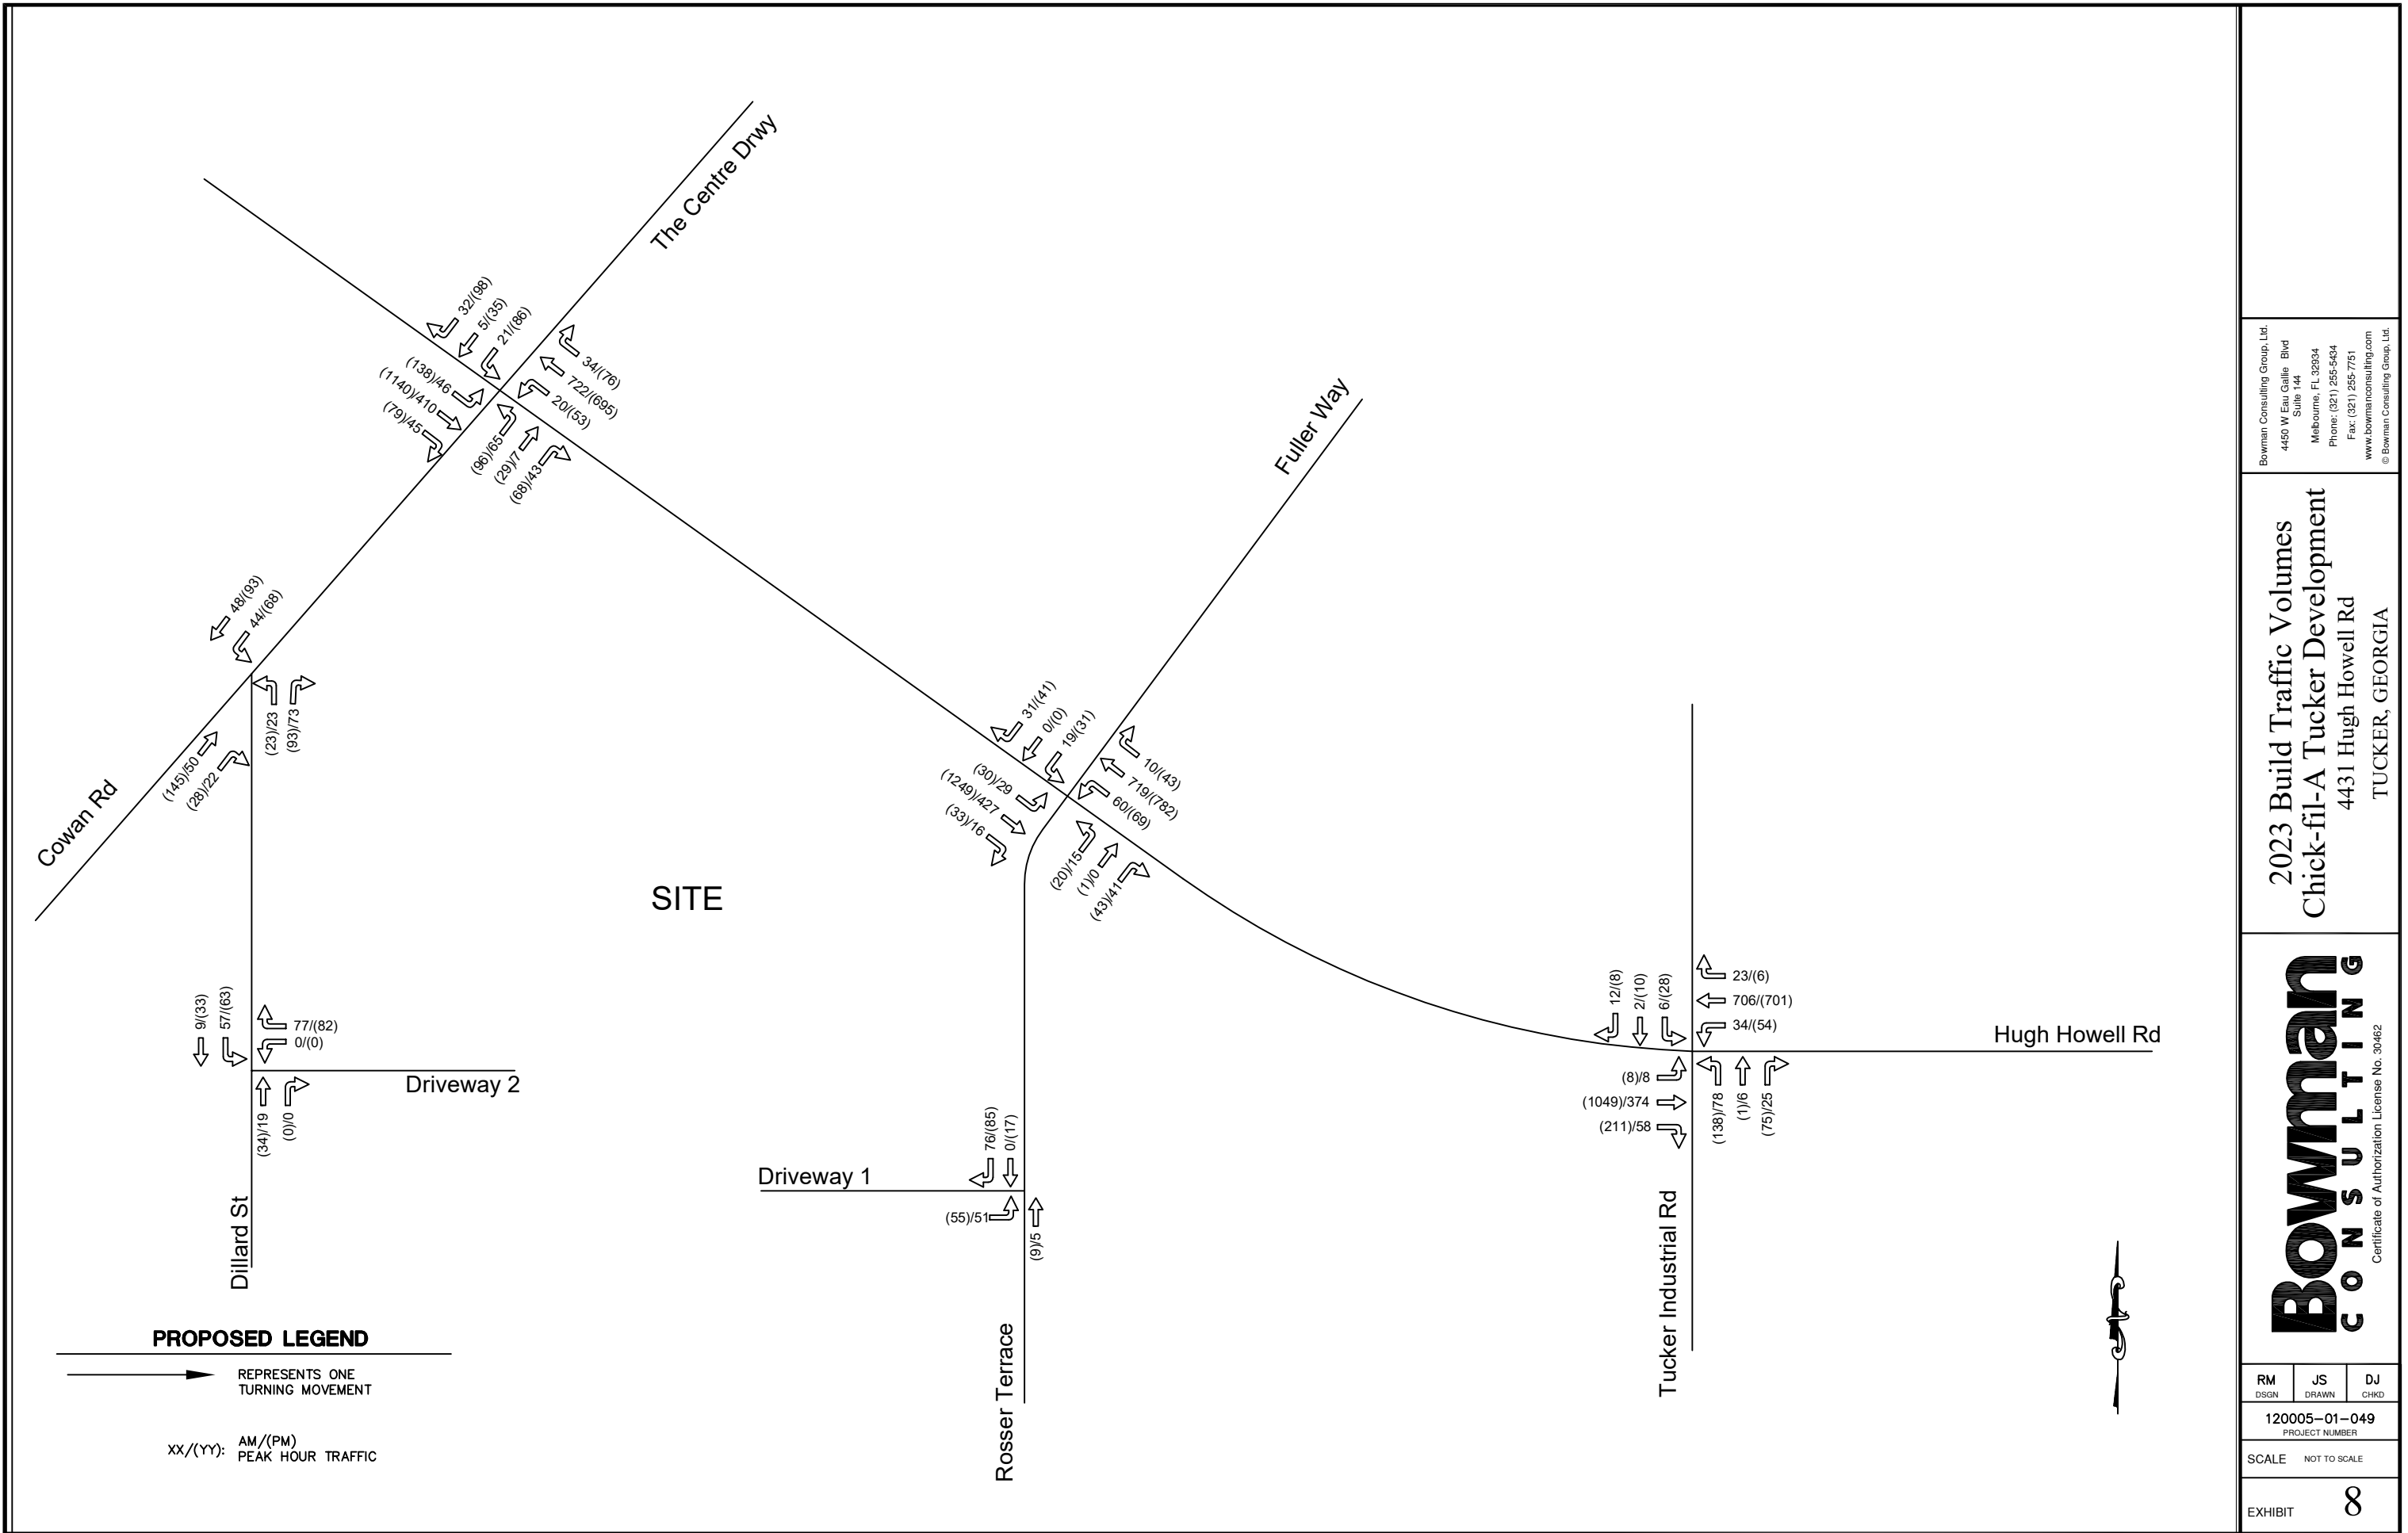 The Centre Drwy
32/(98)
5/(35)
21/(86)
34/(76)
722/(695)
20/(53)
(138)/46
(1140)/410
(79)/45
(96)/65
(29)/7
(68)/43
Fuller Way
48/(93)
44/(68)
(23)/23
(93)/73
(145)/50
(28)/22
Cowan Rd
31/(41)
0/(0)
19/(31)
10/(43)
719/(782)
60/(69)
(30)/29
(1249)/427
(33)/16
(20)/15
(1)/0
(43)/41
SITE
9/(33)
57/(63)
77/(82)
0/(0)
Driveway 2
(34)/19
(0)/0
Dillard St
12/(8)
2/(10)
6/(28)
23/(6)
706/(701)
34/(54)
Hugh Howell Rd
(8)/8
(1049)/374
(211)/58
(138)/78
(1)/6
(75)/25
Tucker Industrial Rd
76/(85)
0/(17)
Driveway 1
(55)/51
(9)/5
Rosser Terrace
PROPOSED LEGEND
REPRESENTS ONE
TURNING MOVEMENT
XX/(YY): AM/(PM)
PEAK HOUR TRAFFIC
Bowman Consulting Group, Ltd.
4450 W Eau Gallie Blvd
Suite 144
Melbourne, FL 32934
Phone: (321) 255-5434
Fax: (321) 255-7751
www.bowmanconsulting.com
© Bowman Consulting Group, Ltd.
2023 Build Traffic Volumes
Chick-fil-A Tucker Development
4431 Hugh Howell Rd
TUCKER, GEORGIA
Bowman
CONSULTING
Certificate of Authorization License No. 30462
RM JS DJ
DSGN DRAWN CHKD
120005-01-049
PROJECT NUMBER
SCALE NOT TO SCALE
EXHIBIT 8